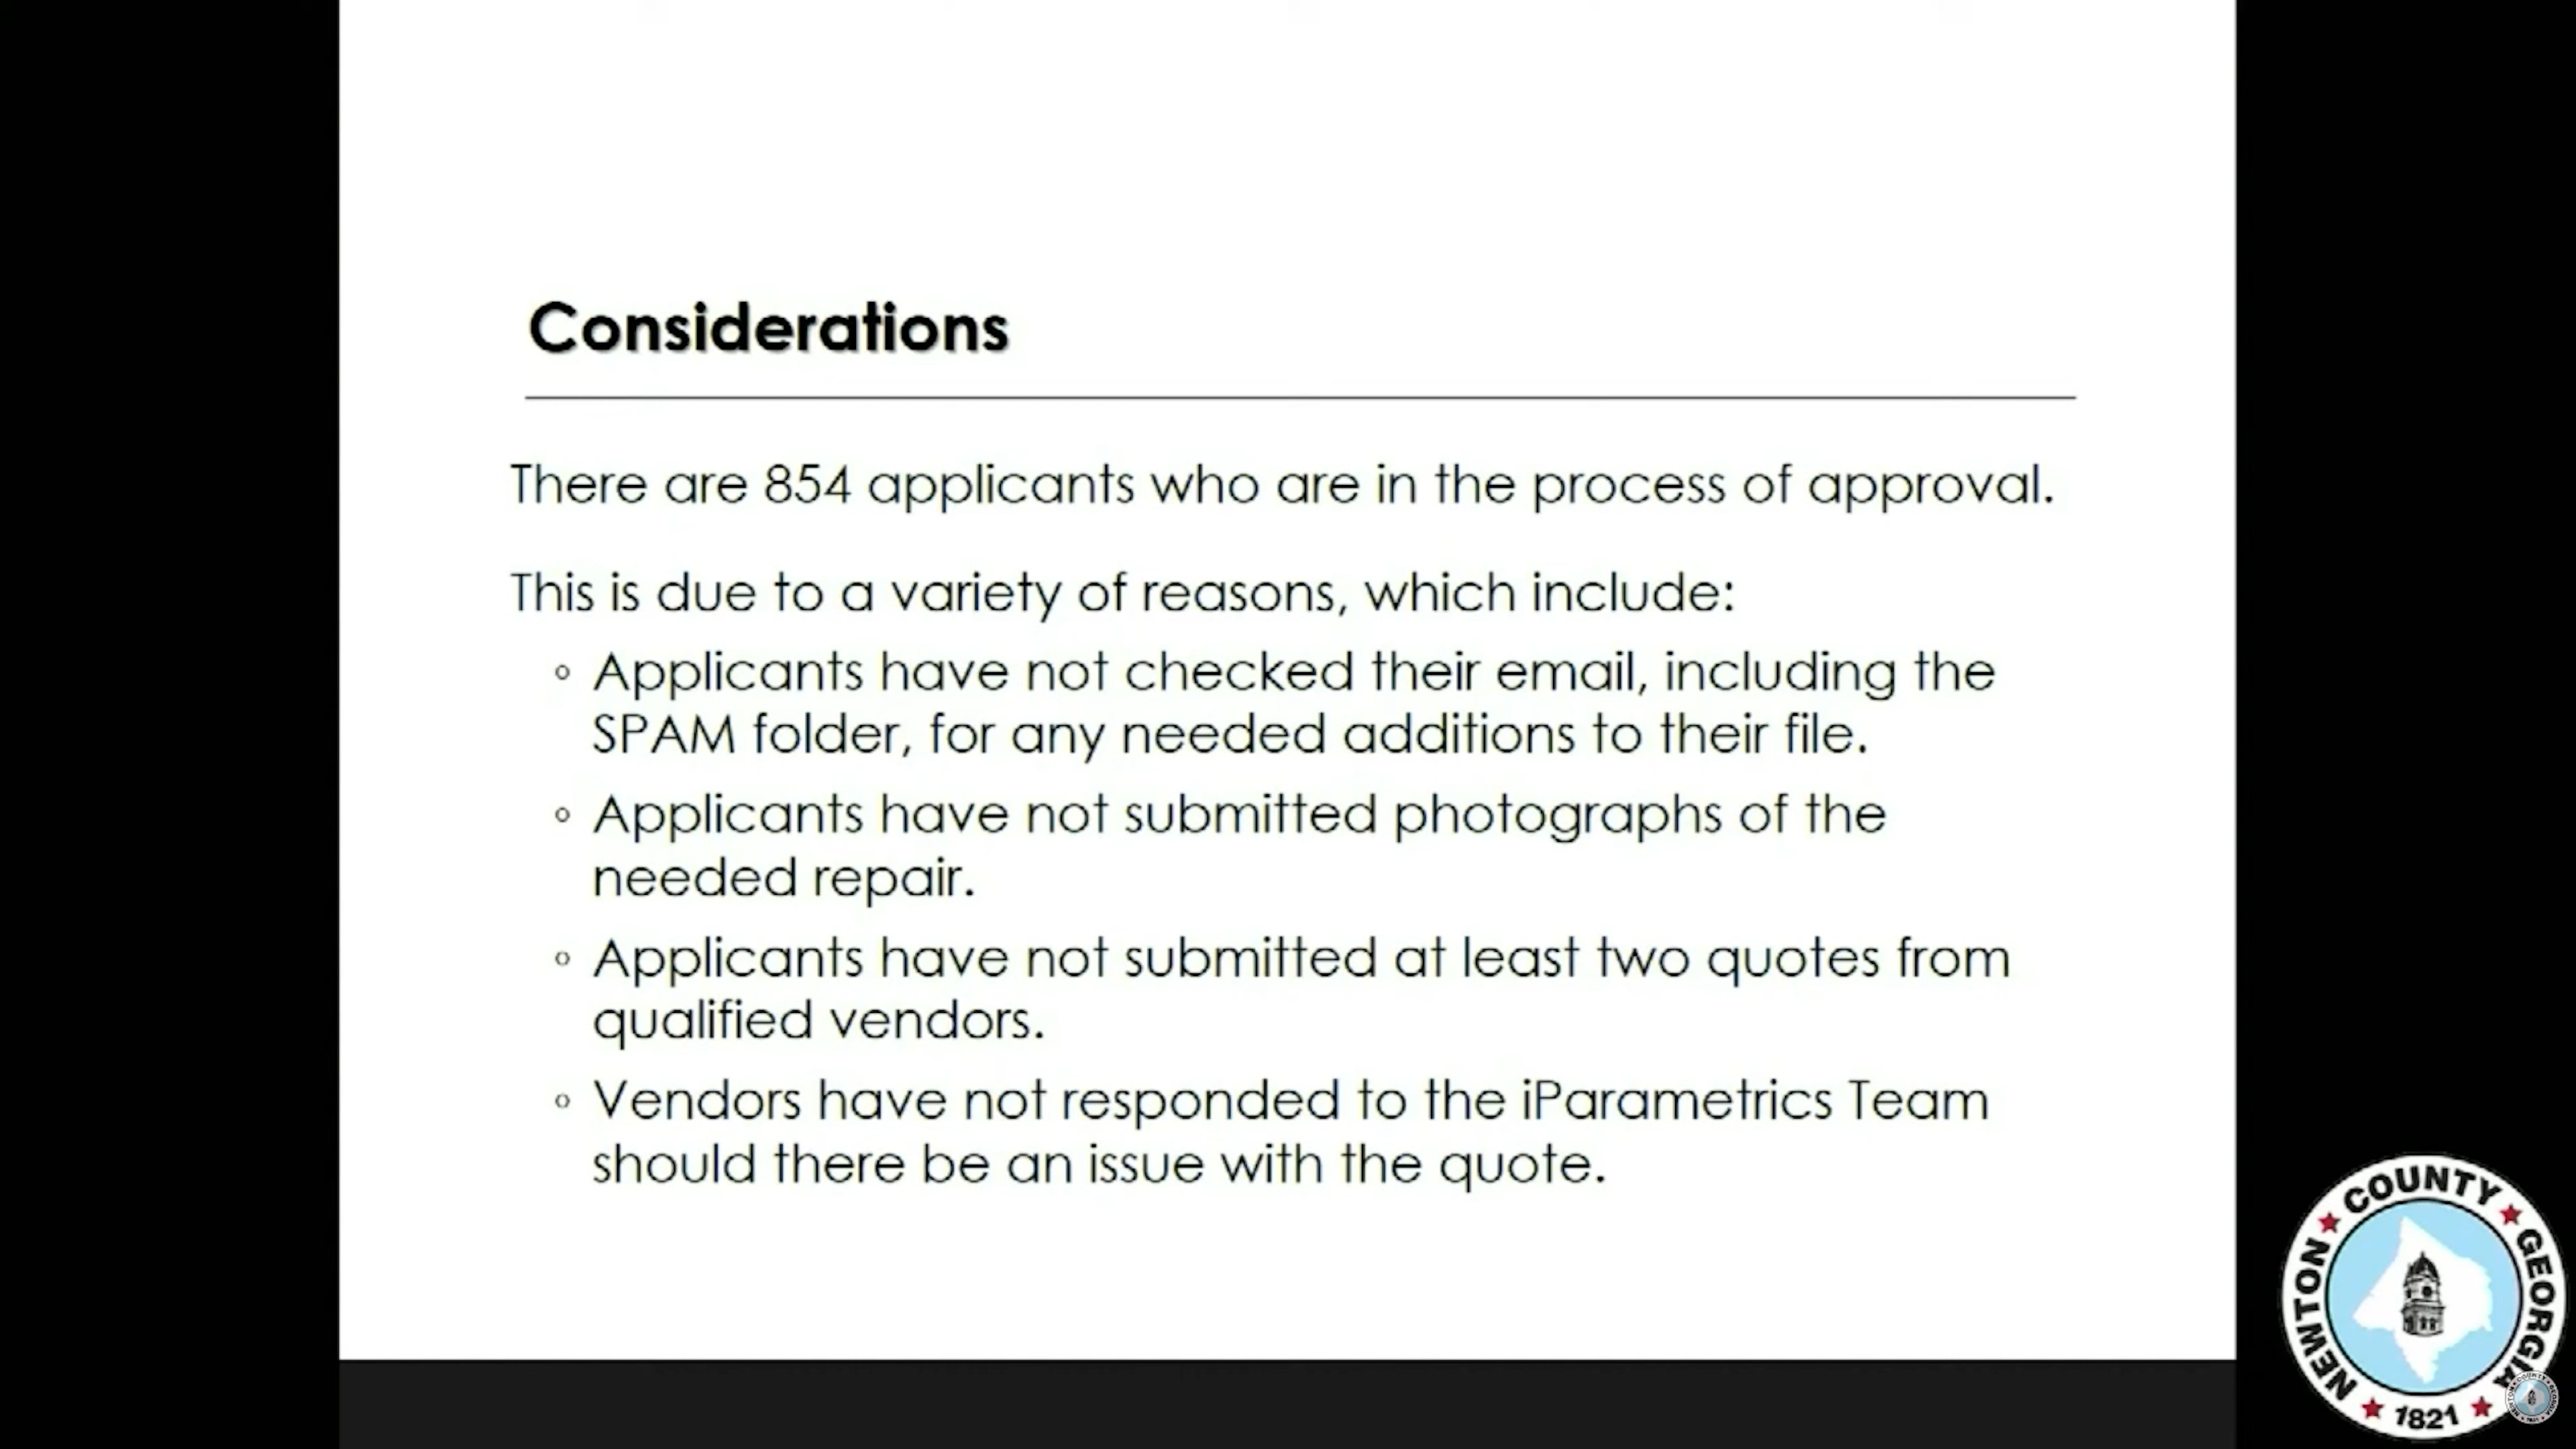 Considerations
There are 854 applicants who are in the process of approval.
This is due to a variety of reasons, which include:
° Applicants have not checked their email, including the
SPAM folder, for any needed additions to their file.
° Applicants have not submitted photographs of the
needed repair.
° Applicants have not submitted at least two quotes from
qualified vendors.
° Vendors have not responded to the iParametrics Team
should there be an issue with the quote.
NEWTON ★ COUNTY ★ GEORGIA
★ 1821 ★